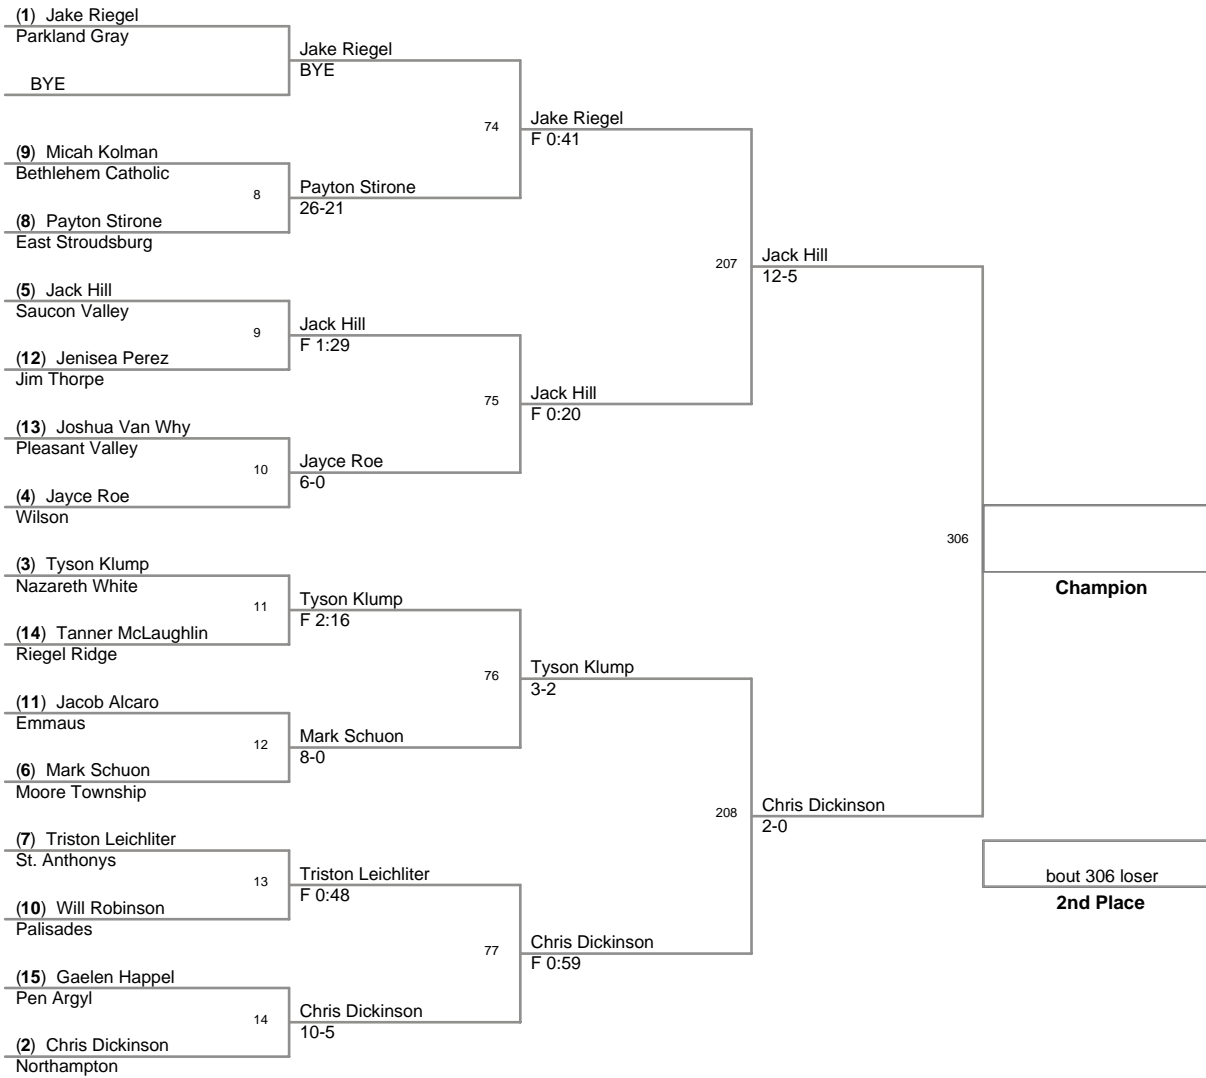 (1) Jake Riegel
Parkland Gray
BYE
(9) Micah Kolman
Bethlehem Catholic
(8) Payton Stirone
East Stroudsburg
(5) Jack Hill
Saucon Valley
(12) Jenisea Perez
Jim Thorpe
(13) Joshua Van Why
Pleasant Valley
(4) Jayce Roe
Wilson
(3) Tyson Klump
Nazareth White
(14) Tanner McLaughlin
Riegel Ridge
(11) Jacob Alcaro
Emmaus
(6) Mark Schuon
Moore Township
(7) Triston Leichliter
St. Anthonys
(10) Will Robinson
Palisades
(15) Gaelen Happel
Pen Argyl
(2) Chris Dickinson
Northampton
8
9
10
11
12
13
14
Jake Riegel
BYE
Payton Stirone
26-21
Jack Hill
F 1:29
Jayce Roe
6-0
Tyson Klump
F 2:16
Mark Schuon
8-0
Triston Leichliter
F 0:48
Chris Dickinson
10-5
74
75
76
77
Jake Riegel
F 0:41
Jack Hill
F 0:20
Tyson Klump
3-2
Chris Dickinson
F 0:59
207
208
Jack Hill
12-5
Chris Dickinson
2-0
306
Champion
bout 306 loser
2nd Place